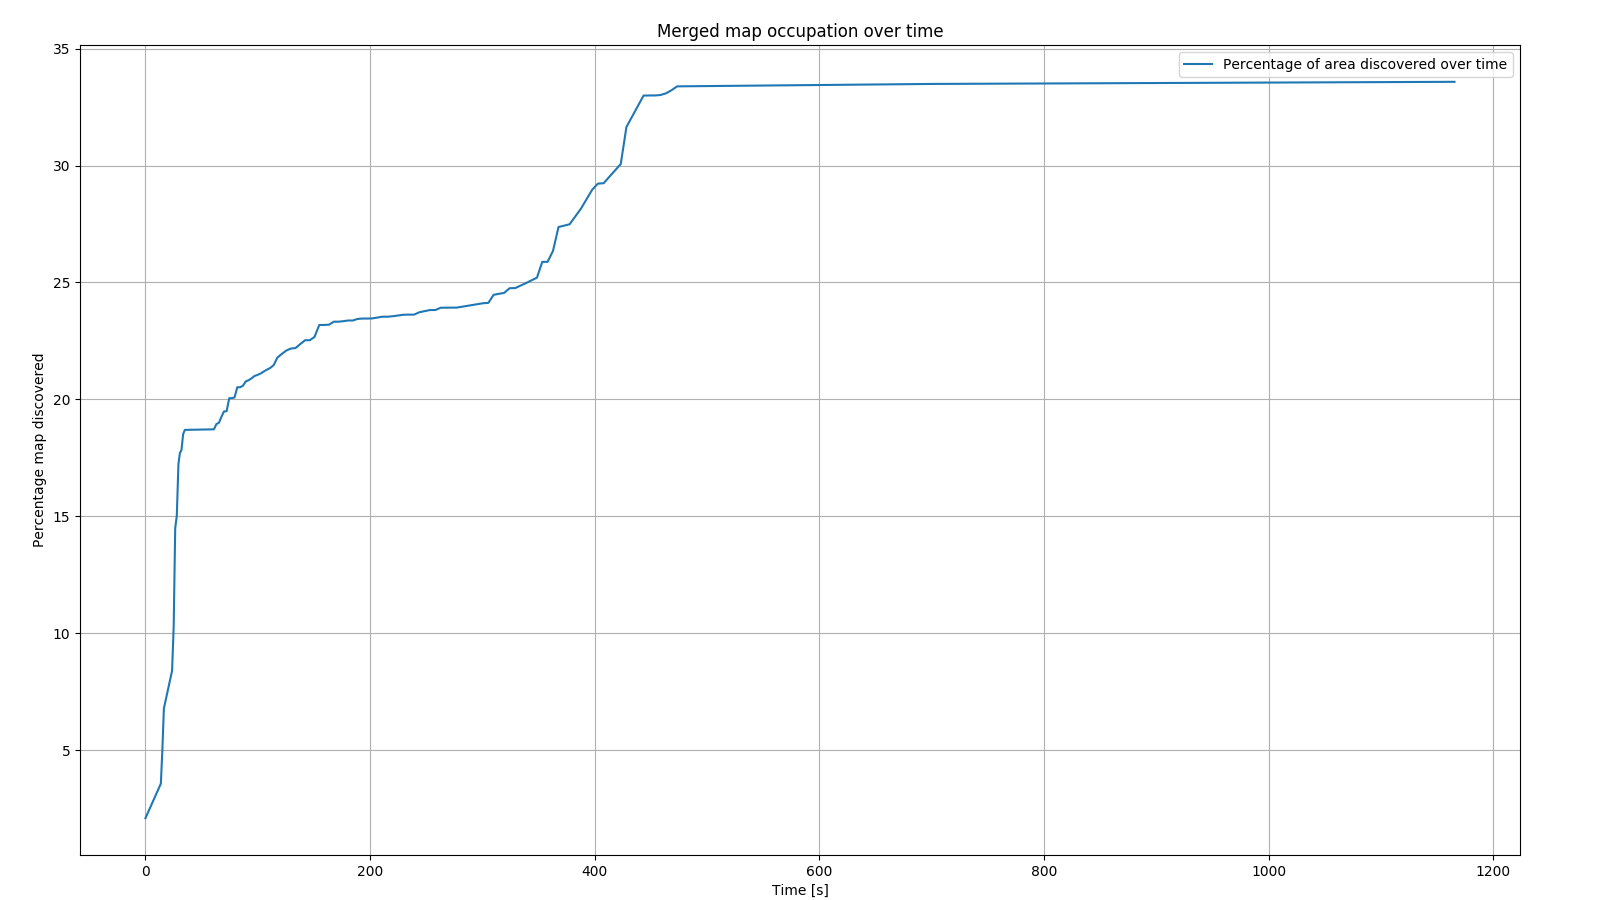 Merged map occupation over time
Percentage of area discovered over time
35
30
25
20
15
10
5
Percentage map discovered
0 200 400 600 800 1000 1200
Time [s]